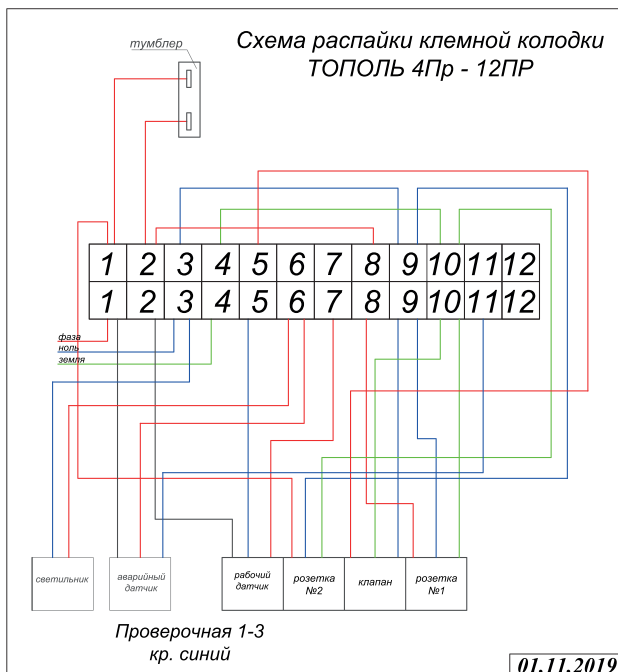 тумблер
Схема распайки клемной колодки
ТОПОЛЬ 4Пр - 12ПР
1 2 3 4 5 6 7 8 9 10 11 12
1 2 3 4 5 6 7 8 9 10 11 12
фаза
ноль
земля
светильник
аварийный
датчик
рабочий
датчик
розетка
№2
клапан
розетка
№1
Проверочная 1-3
кр. синий
01.11.2019